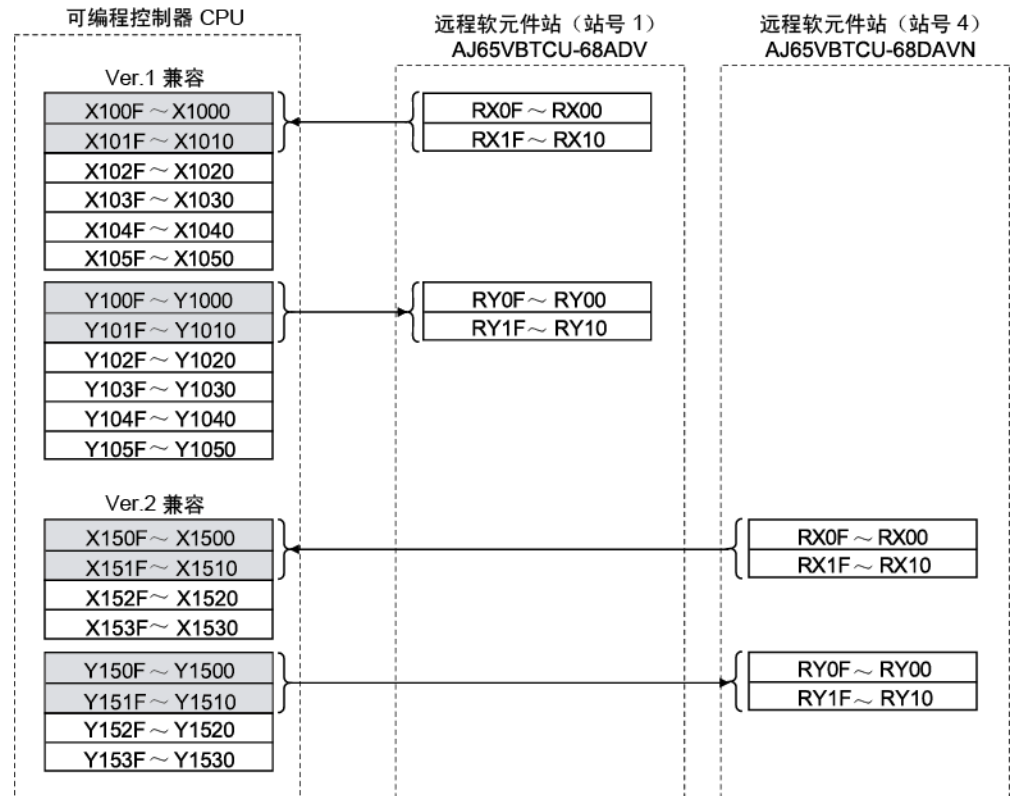 可编程控制器 CPU
远程软元件站（站号 1）
AJ65VBTCU-68ADV
远程软元件站（站号 4）
AJ65VBTCU-68DAVN
Ver.1 兼容
X100F～X1000
X101F～X1010
X102F～X1020
X103F～X1030
X104F～X1040
X105F～X1050
RX0F～RX00
RX1F～RX10
Y100F～Y1000
Y101F～Y1010
Y102F～Y1020
Y103F～Y1030
Y104F～Y1040
Y105F～Y1050
RY0F～RY00
RY1F～RY10
Ver.2 兼容
X150F～X1500
X151F～X1510
X152F～X1520
X153F～X1530
RX0F～RX00
RX1F～RX10
Y150F～Y1500
Y151F～Y1510
Y152F～Y1520
Y153F～Y1530
RY0F～RY00
RY1F～RY10